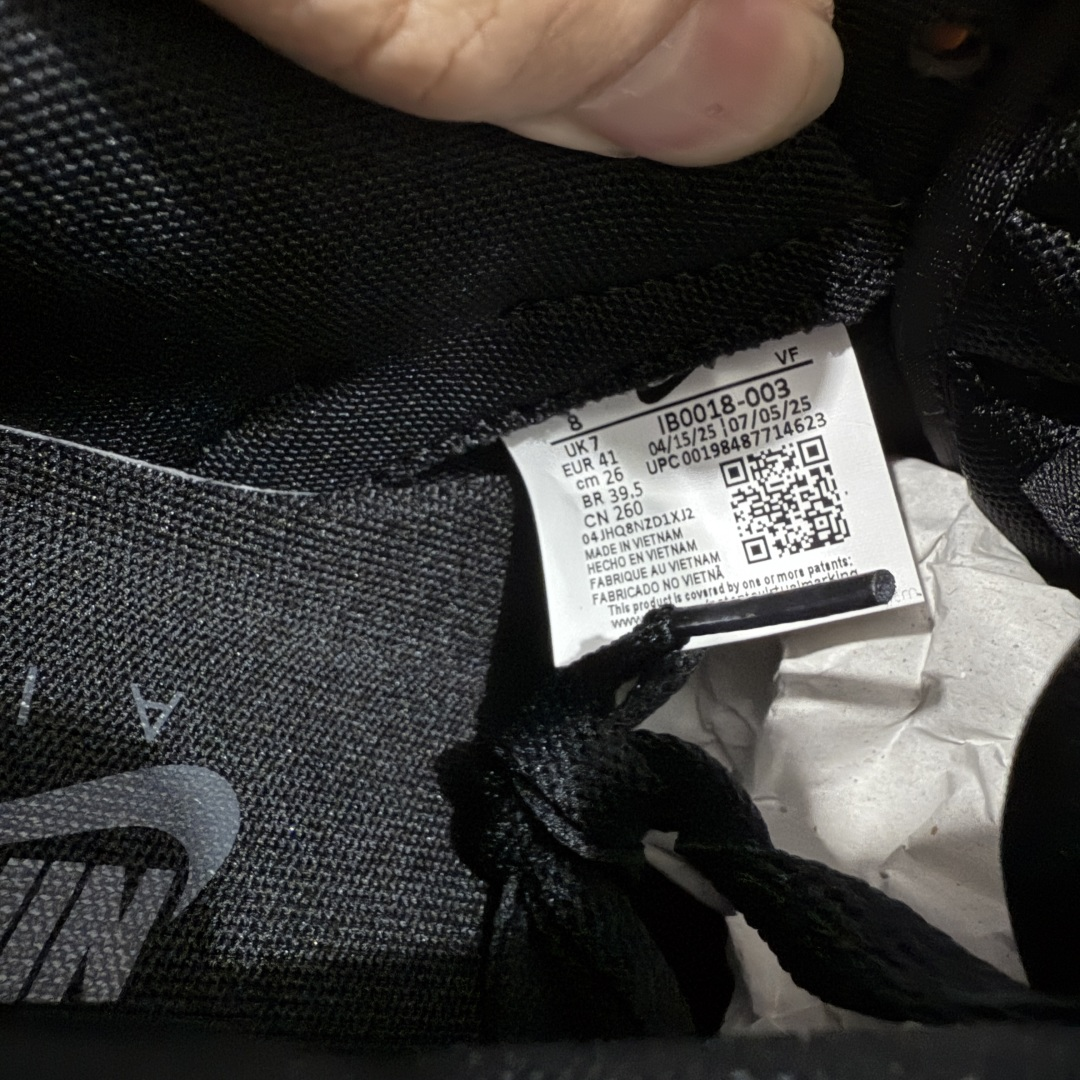 VF
8 IB0018-003
UK 7 04/15/25 07/05/25
EUR 41 UPC 00198487714623
cm 26
BR 39.5
CN 260
04JHQ8NZD1XJ2
MADE IN VIETNAM
HECHO EN VIETNAM
FABRIQUE AU VIETNAM
FABRICADO NO VIETNÃ
This product is covered by one or more patents:
A I